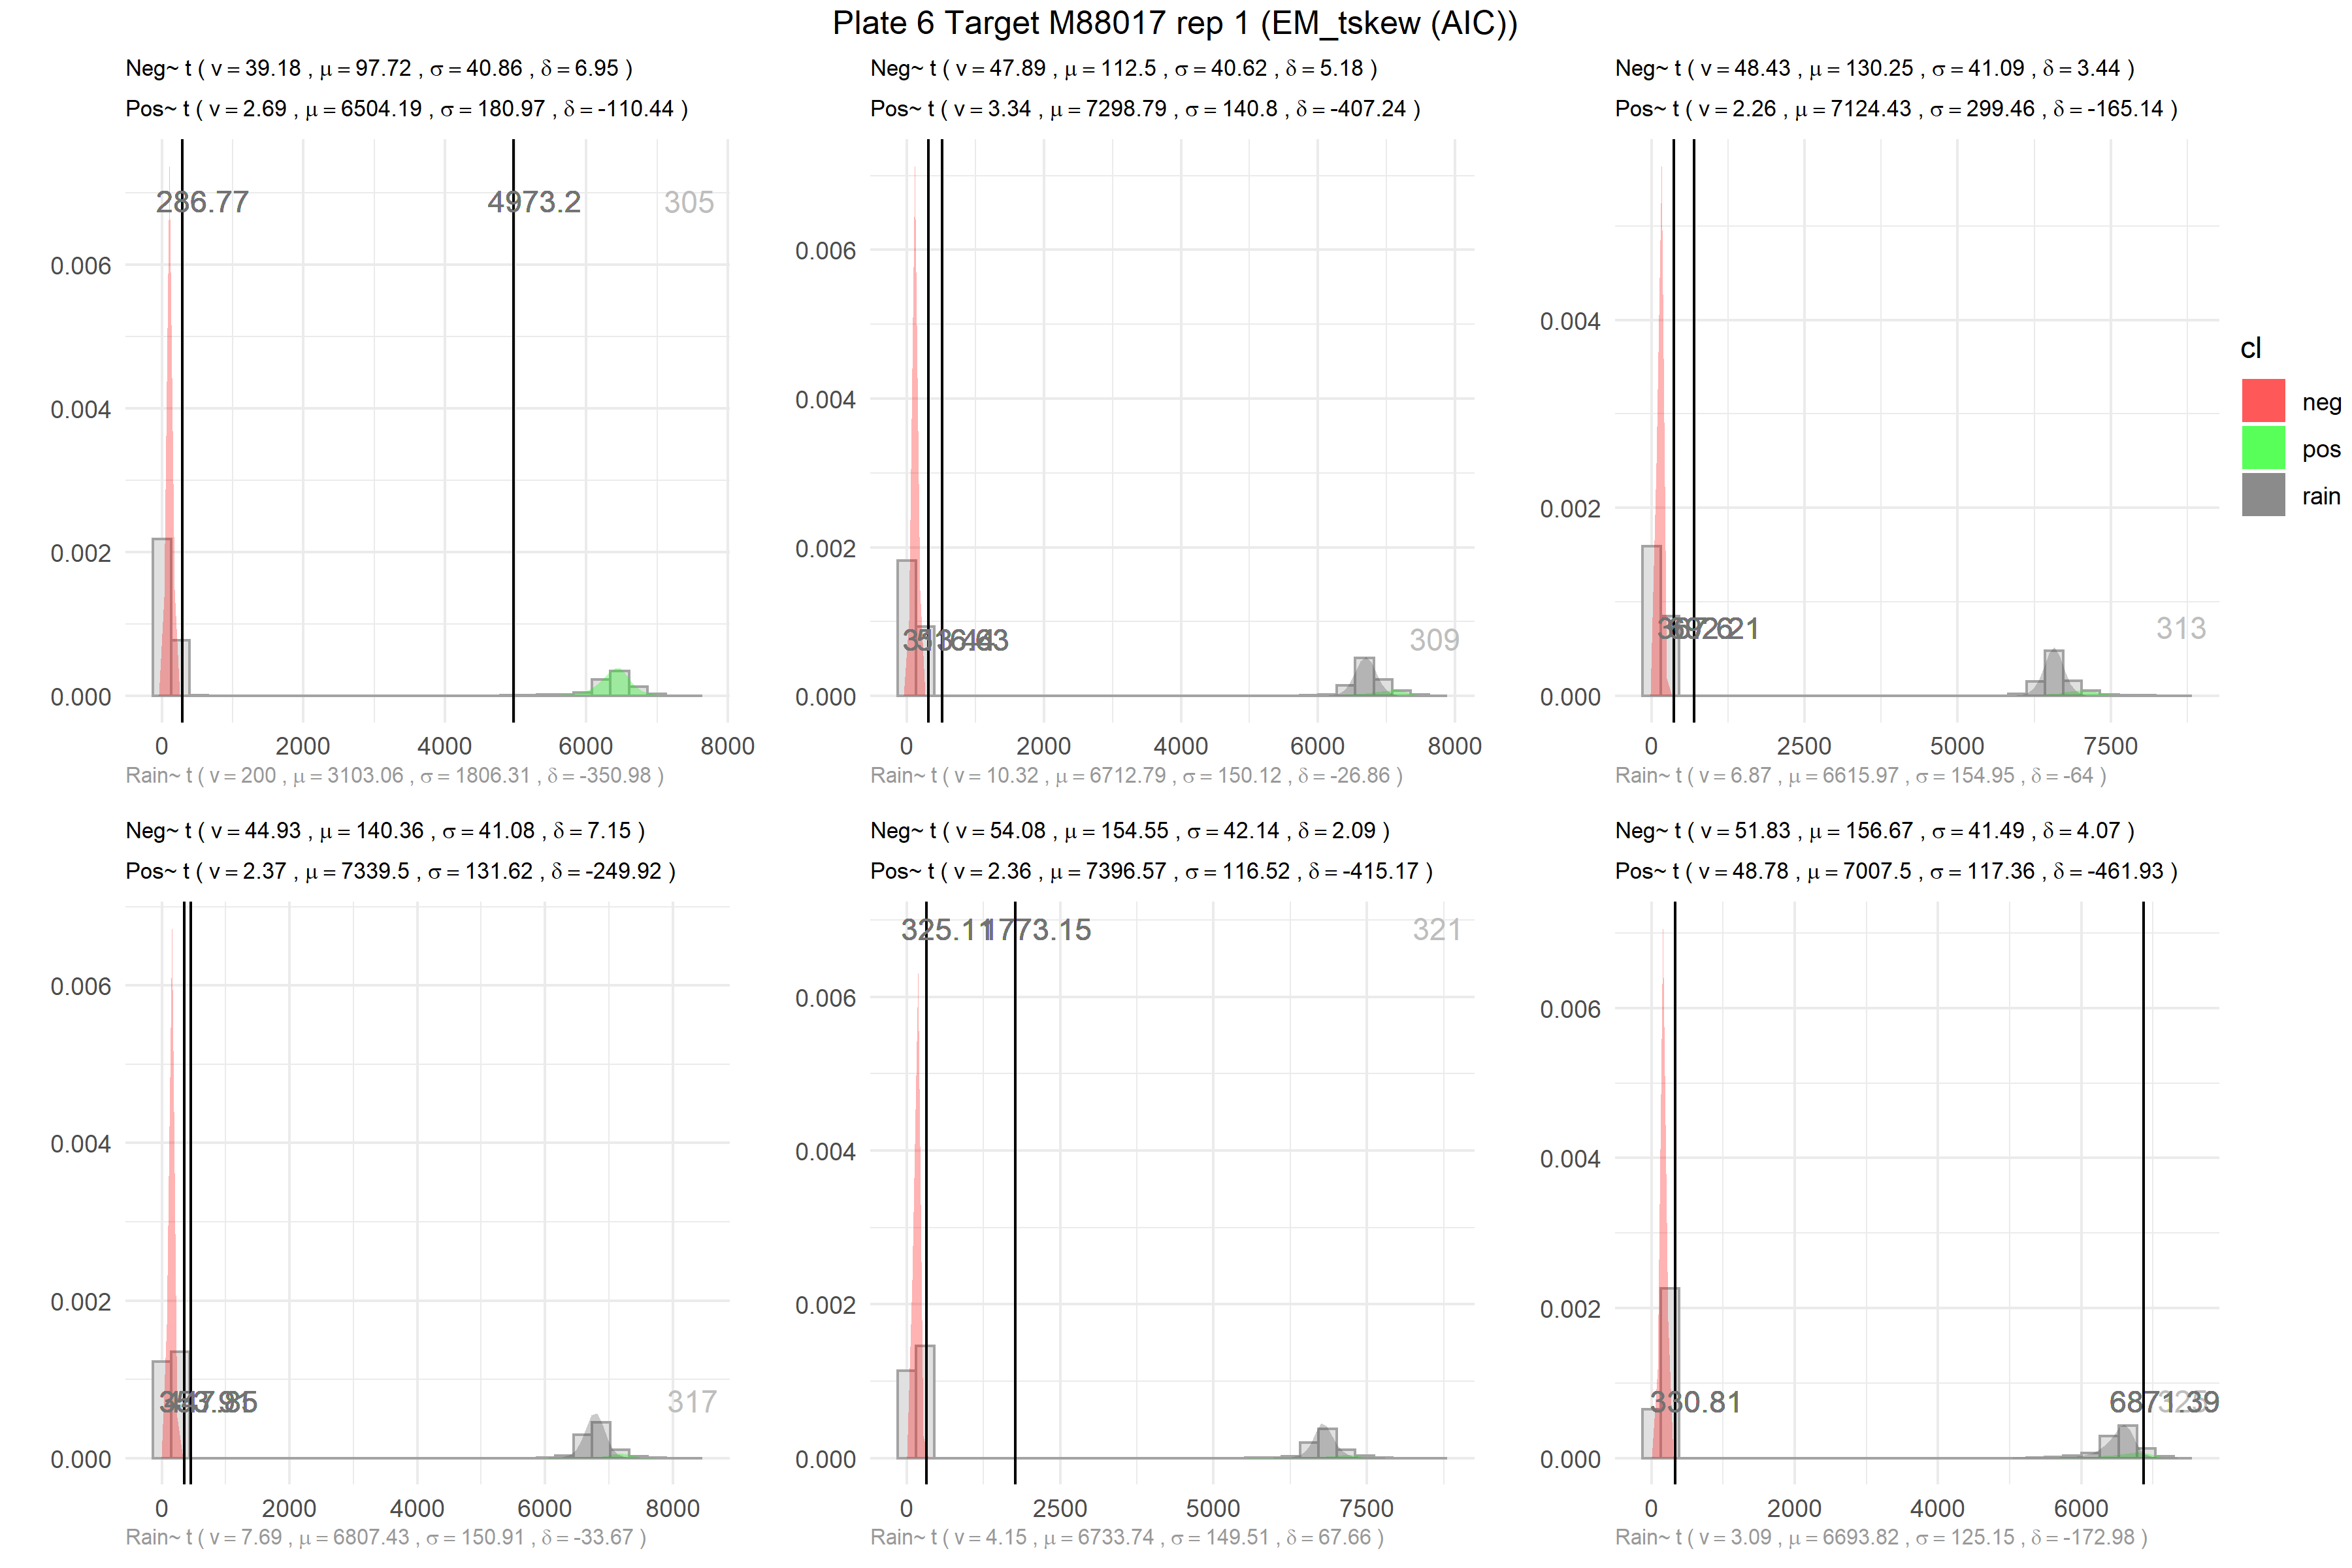 Plate 6 Target M88017 rep 1 (EM_tskew (AIC))
Neg~ t ( ν = 39.18 , μ = 97.72 , σ = 40.86 , δ = 6.95 )
Pos~ t ( ν = 2.69 , μ = 6504.19 , σ = 180.97 , δ = -110.44 )
286.77 4973.2 305
0.006
0.004
0.002
0.000
0 2000 4000 6000 8000
Rain~ t ( ν = 200 , μ = 3103.06 , σ = 1806.31 , δ = -350.98 )
Neg~ t ( ν = 47.89 , μ = 112.5 , σ = 40.62 , δ = 5.18 )
Pos~ t ( ν = 3.34 , μ = 7298.79 , σ = 140.8 , δ = -407.24 )
309
0.006
0.004
0.002
0.000
0 2000 4000 6000 8000
Rain~ t ( ν = 10.32 , μ = 6712.79 , σ = 150.12 , δ = -26.86 )
Neg~ t ( ν = 48.43 , μ = 130.25 , σ = 41.09 , δ = 3.44 )
Pos~ t ( ν = 2.26 , μ = 7124.43 , σ = 299.46 , δ = -165.14 )
313
0.004
0.002
0.000
0 2500 5000 7500
Rain~ t ( ν = 6.87 , μ = 6615.97 , σ = 154.95 , δ = -64 )
cl
neg
pos
rain
Neg~ t ( ν = 44.93 , μ = 140.36 , σ = 41.08 , δ = 7.15 )
Pos~ t ( ν = 2.37 , μ = 7339.5 , σ = 131.62 , δ = -249.92 )
317
0.006
0.004
0.002
0.000
0 2000 4000 6000 8000
Rain~ t ( ν = 7.69 , μ = 6807.43 , σ = 150.91 , δ = -33.67 )
Neg~ t ( ν = 54.08 , μ = 154.55 , σ = 42.14 , δ = 2.09 )
Pos~ t ( ν = 2.36 , μ = 7396.57 , σ = 116.52 , δ = -415.17 )
325.11 1773.15 321
0.006
0.004
0.002
0.000
0 2500 5000 7500
Rain~ t ( ν = 4.15 , μ = 6733.74 , σ = 149.51 , δ = 67.66 )
Neg~ t ( ν = 51.83 , μ = 156.67 , σ = 41.49 , δ = 4.07 )
Pos~ t ( ν = 48.78 , μ = 7007.5 , σ = 117.36 , δ = -461.93 )
0.006
0.004
0.002
330.81 6871.39
0.000
0 2000 4000 6000
Rain~ t ( ν = 3.09 , μ = 6693.82 , σ = 125.15 , δ = -172.98 )